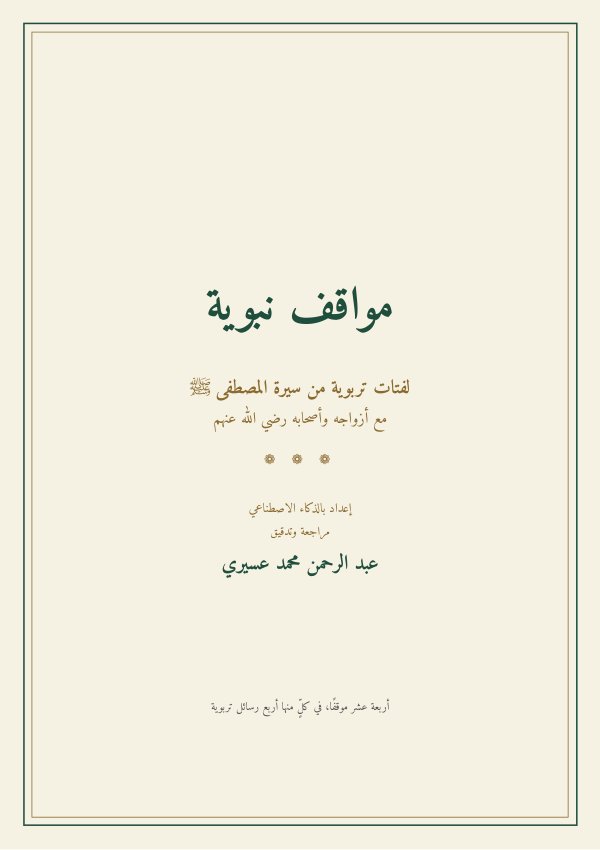 مواقف نبوية
لفتات تربوية من سيرة المصطفى ﷺ
مع أزواجه وأصحابه رضي الله عنهم
إعداد بالذكاء الاصطناعي
مراجعة وتدقيق
عبد الرحمن محمد عسيري
أربعة عشر موقفًا، في كلٍّ منها أربع رسائل تربوية